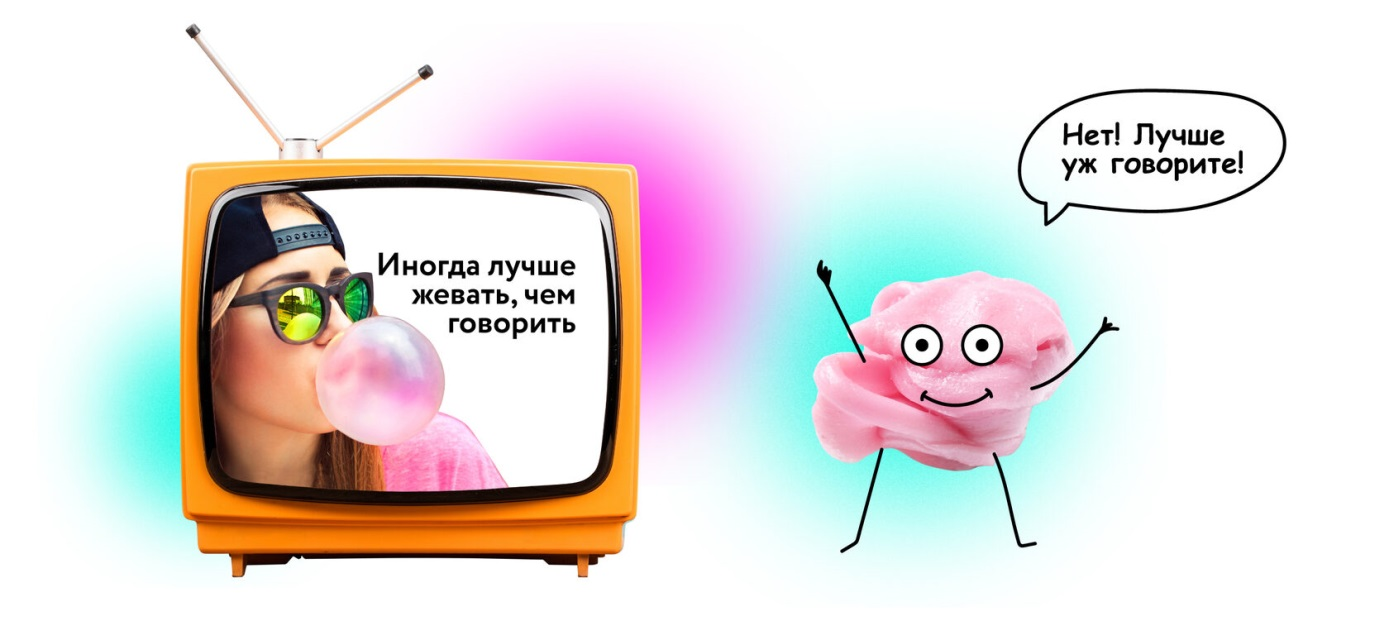 Иногда лучше
жевать, чем
говорить
Нет! Лучше
уж говорите!